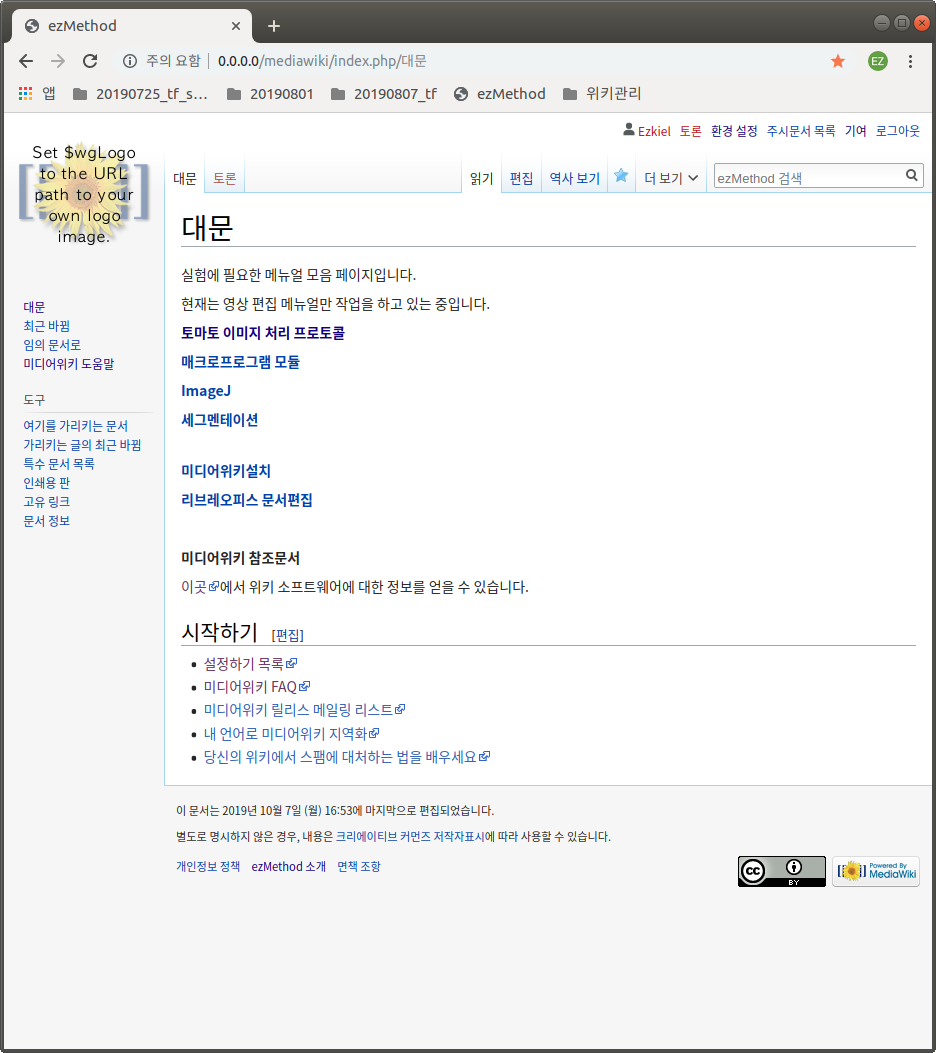 ezMethod
주의 요함 0.0.0.0/mediawiki/index.php/대문 EZ
앱 20190725_tf_s... 20190801 20190807_tf ezMethod 위키관리
Ezkiel 토론 환경 설정 주시문서 목록 기여 로그아웃
Set $wgLogo
to the URL
path to your
own logo
image.
대문 토론 읽기 편집 역사 보기 더 보기 ezMethod 검색
대문
최근 바뀜
임의 문서로
미디어위키 도움말
도구
여기를 가리키는 문서
가리키는 글의 최근 바뀜
특수 문서 목록
인쇄용 판
고유 링크
문서 정보
대문
실험에 필요한 메뉴얼 모음 페이지입니다.
현재는 영상 편집 메뉴얼만 작업을 하고 있는 중입니다.
토마토 이미지 처리 프로토콜
매크로프로그램 모듈
ImageJ
세그멘테이션
미디어위키설치
리브레오피스 문서편집
미디어위키 참조문서
이곳에서 위키 소프트웨어에 대한 정보를 얻을 수 있습니다.
시작하기 [편집]
설정하기 목록
미디어위키 FAQ
미디어위키 릴리스 메일링 리스트
내 언어로 미디어위키 지역화
당신의 위키에서 스팸에 대처하는 법을 배우세요
이 문서는 2019년 10월 7일 (월) 16:53에 마지막으로 편집되었습니다.
별도로 명시하지 않은 경우, 내용은 크리에이티브 커먼즈 저작자표시에 따라 사용할 수 있습니다.
개인정보 정책 ezMethod 소개 면책 조항
cc BY
Powered By
MediaWiki